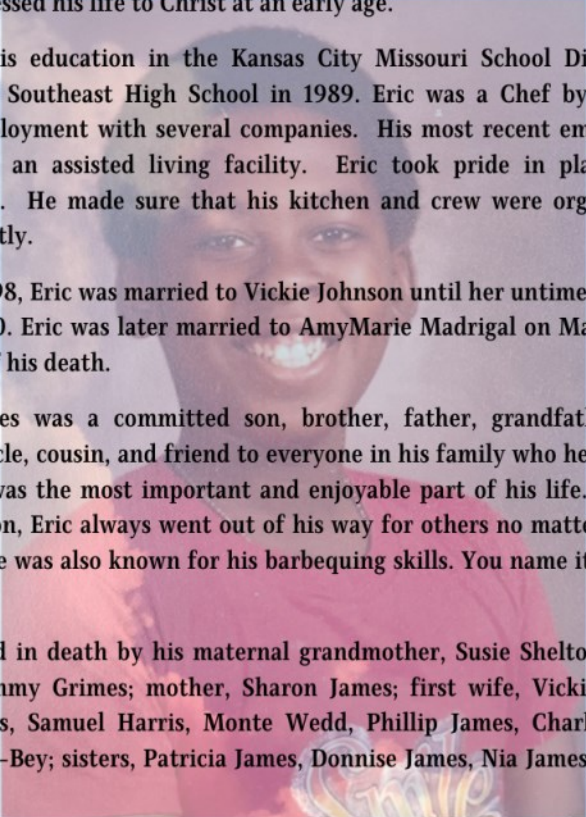 ssed his life to Christ at an early age.
is education in the Kansas City Missouri School Di
Southeast High School in 1989. Eric was a Chef by
loyment with several companies. His most recent em
an assisted living facility. Eric took pride in pla
. He made sure that his kitchen and crew were org
tly.
98, Eric was married to Vickie Johnson until her untime
0. Eric was later married to AmyMarie Madrigal on Ma
his death.
es was a committed son, brother, father, grandfat
cle, cousin, and friend to everyone in his family who he
was the most important and enjoyable part of his life.
on, Eric always went out of his way for others no matte
e was also known for his barbequing skills. You name it
d in death by his maternal grandmother, Susie Shelto
mmy Grimes; mother, Sharon James; first wife, Vicki
s, Samuel Harris, Monte Wedd, Phillip James, Charl
-Bey; sisters, Patricia James, Donnise James, Nia James
Smile